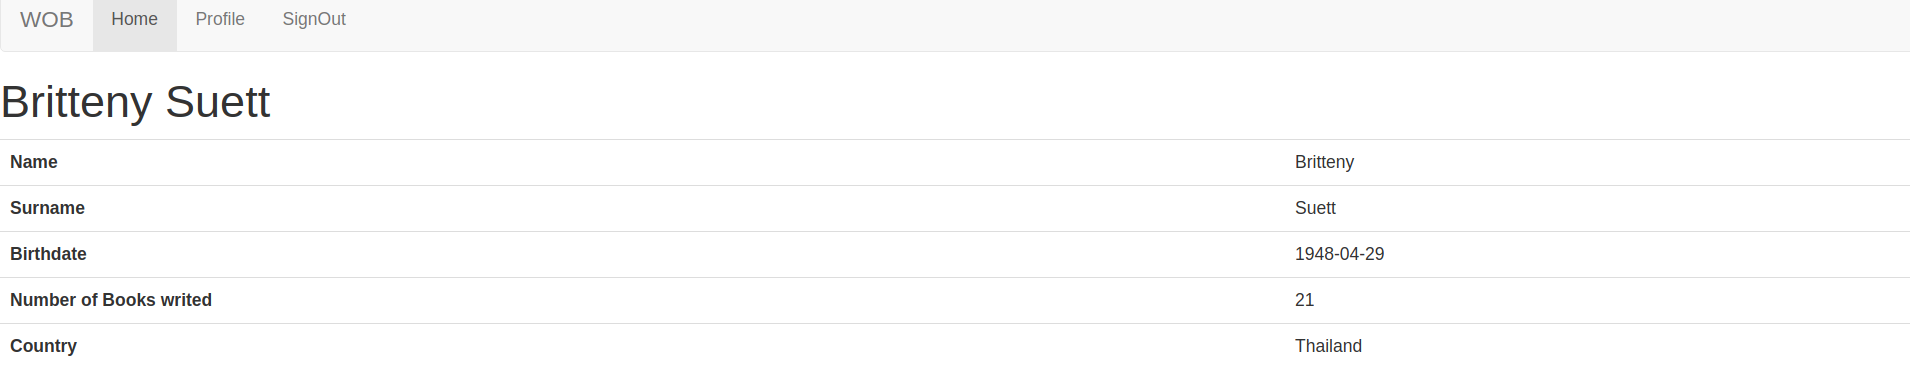 WOB Home Profile SignOut
Britteny Suett
Name Britteny
Surname Suett
Birthdate 1948-04-29
Number of Books writed 21
Country Thailand